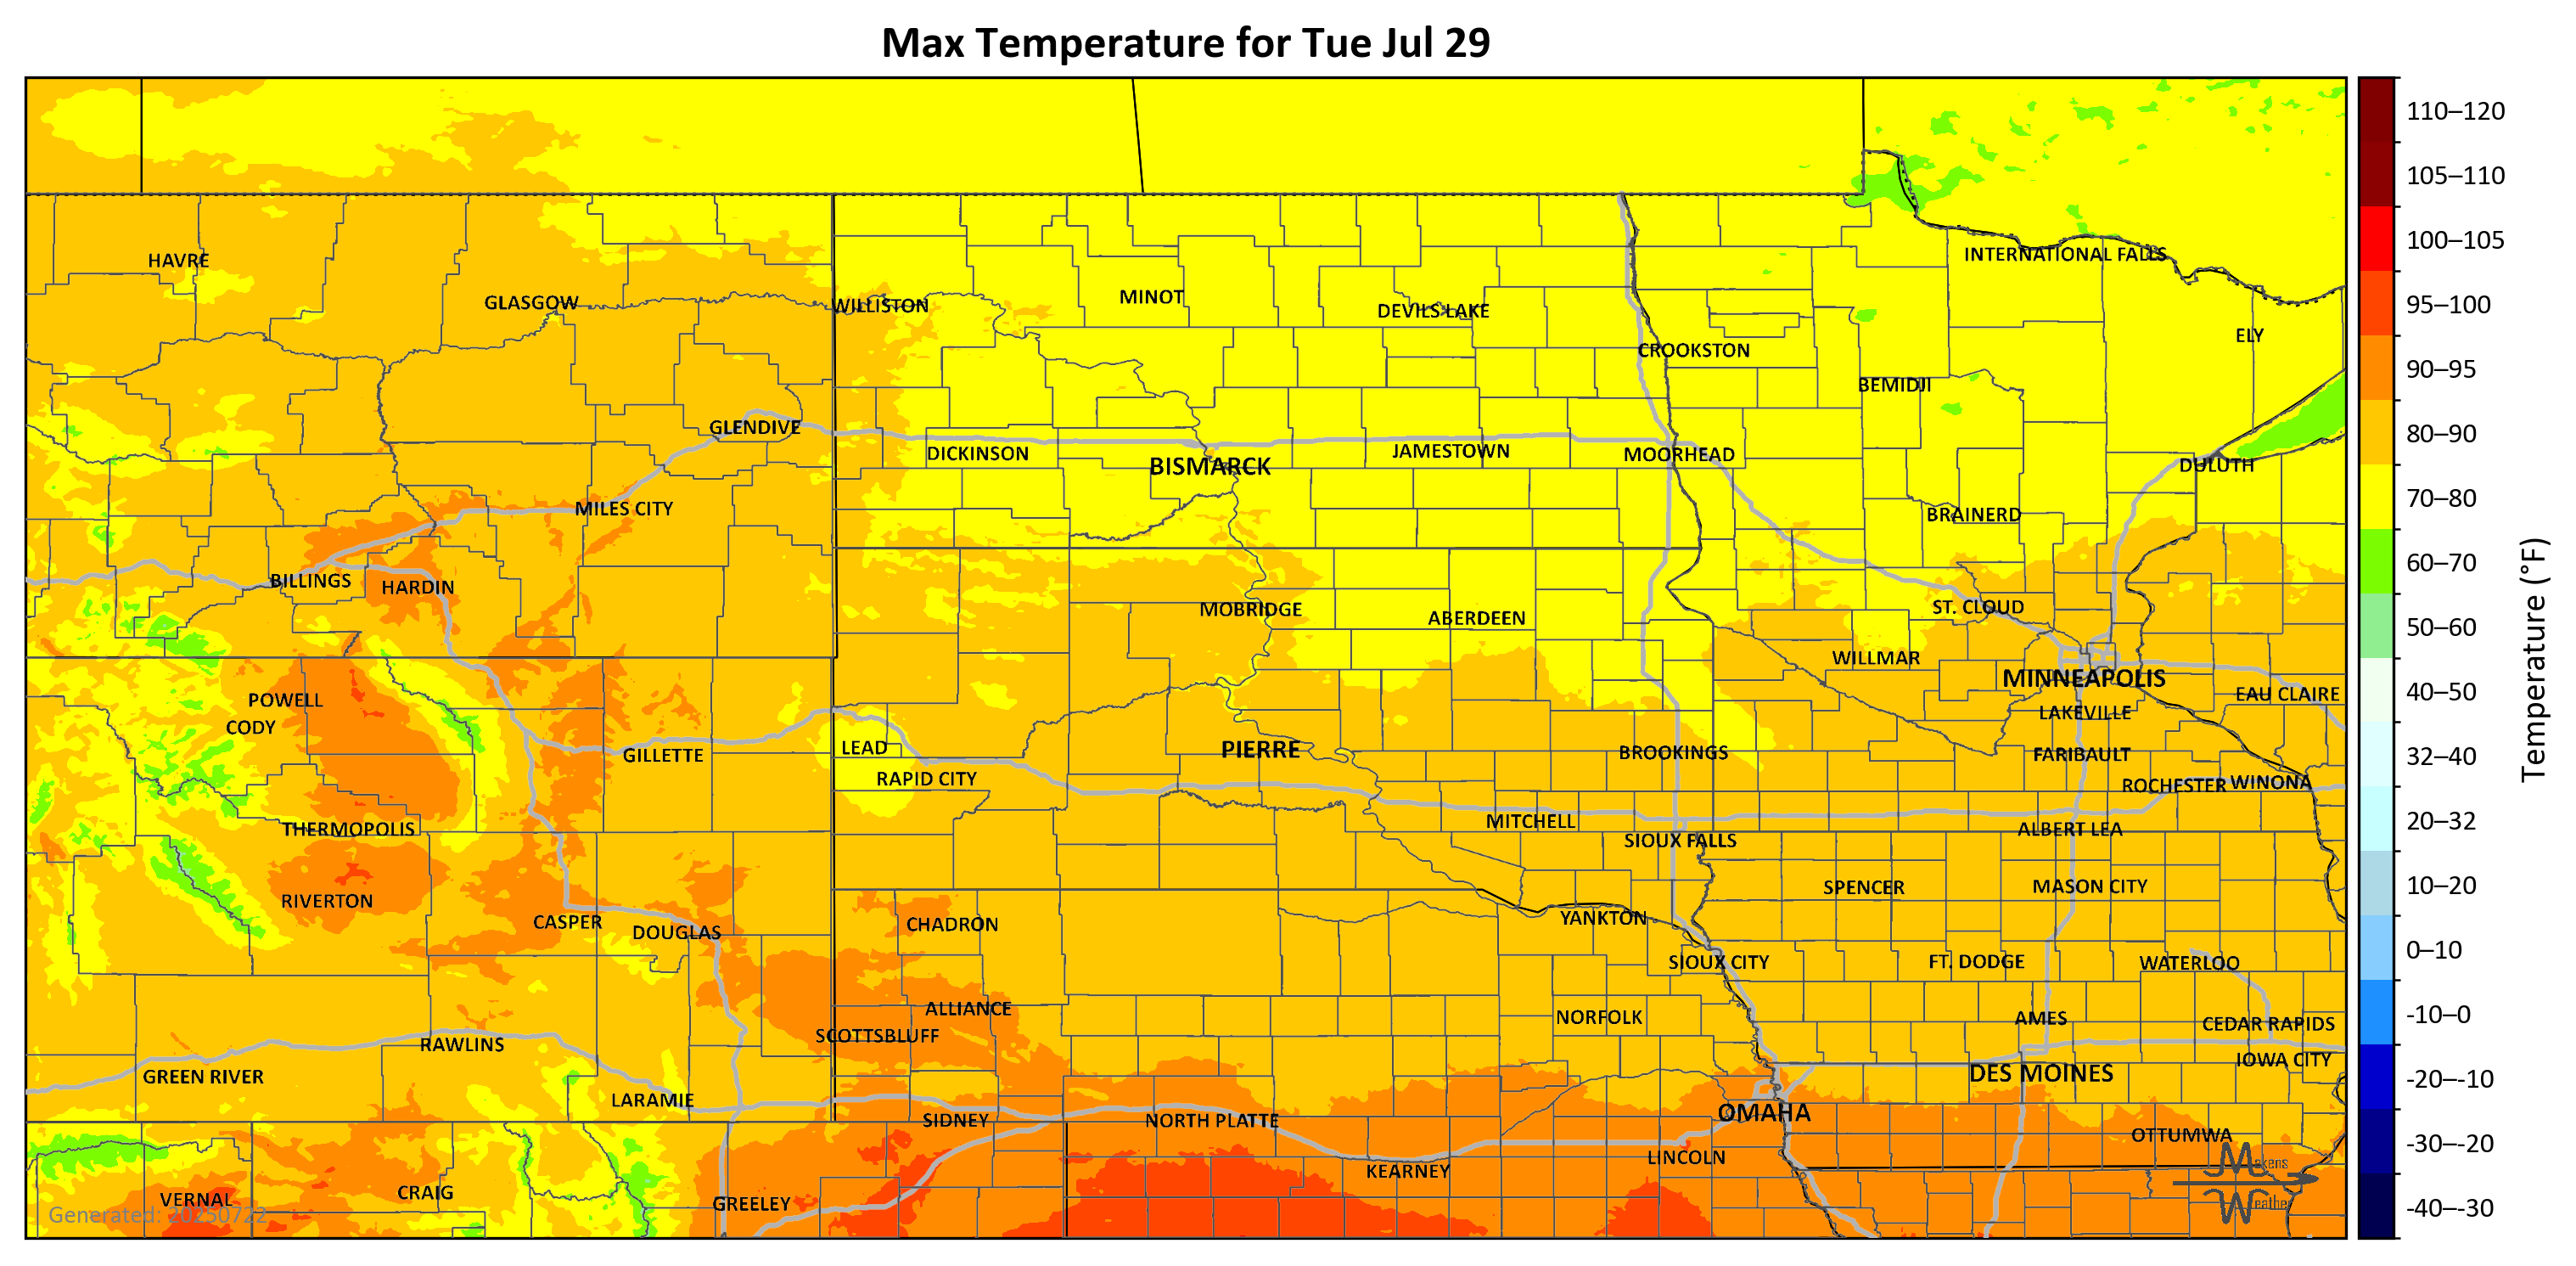 Max Temperature for Tue Jul 29
110–120
105–110
HAVRE
INTERNATIONAL FALLS
100–105
GLASGOW
WILLISTON
MINOT
DEVILS LAKE
95–100
ELY
CROOKSTON
BEMIDJI
90–95
GLENDIVE
DICKINSON
BISMARCK
JAMESTOWN
MOORHEAD
DULUTH
80–90
MILES CITY
BRAINERD
70–80
BILLINGS
HARDIN
60–70
MOBRIDGE
ABERDEEN
ST. CLOUD
50–60
WILLMAR
MINNEAPOLIS
EAU CLAIRE
40–50
POWELL
CODY
LAKEVILLE
GILLETTE
LEAD
PIERRE
BROOKINGS
FARIBAULT
32–40
RAPID CITY
ROCHESTER
WINONA
THERMOPOLIS
MITCHELL
SIOUX FALLS
ALBERT LEA
20–32
RIVERTON
SPENCER
MASON CITY
10–20
CASPER
DOUGLAS
CHADRON
YANKTON
SIOUX CITY
FT. DODGE
WATERLOO
0–10
ALLIANCE
SCOTTSBLUFF
NORFOLK
AMES
CEDAR RAPIDS
-10–0
RAWLINS
GREEN RIVER
DES MOINES
IOWA CITY
-20–-10
LARAMIE
SIDNEY
NORTH PLATTE
OMAHA
OTTUMWA
-30–-20
KEARNEY
LINCOLN
VERNAL
CRAIG
GREELEY
-40–-30
Temperature (°F)
Generated: 20250722
Makens
Weather